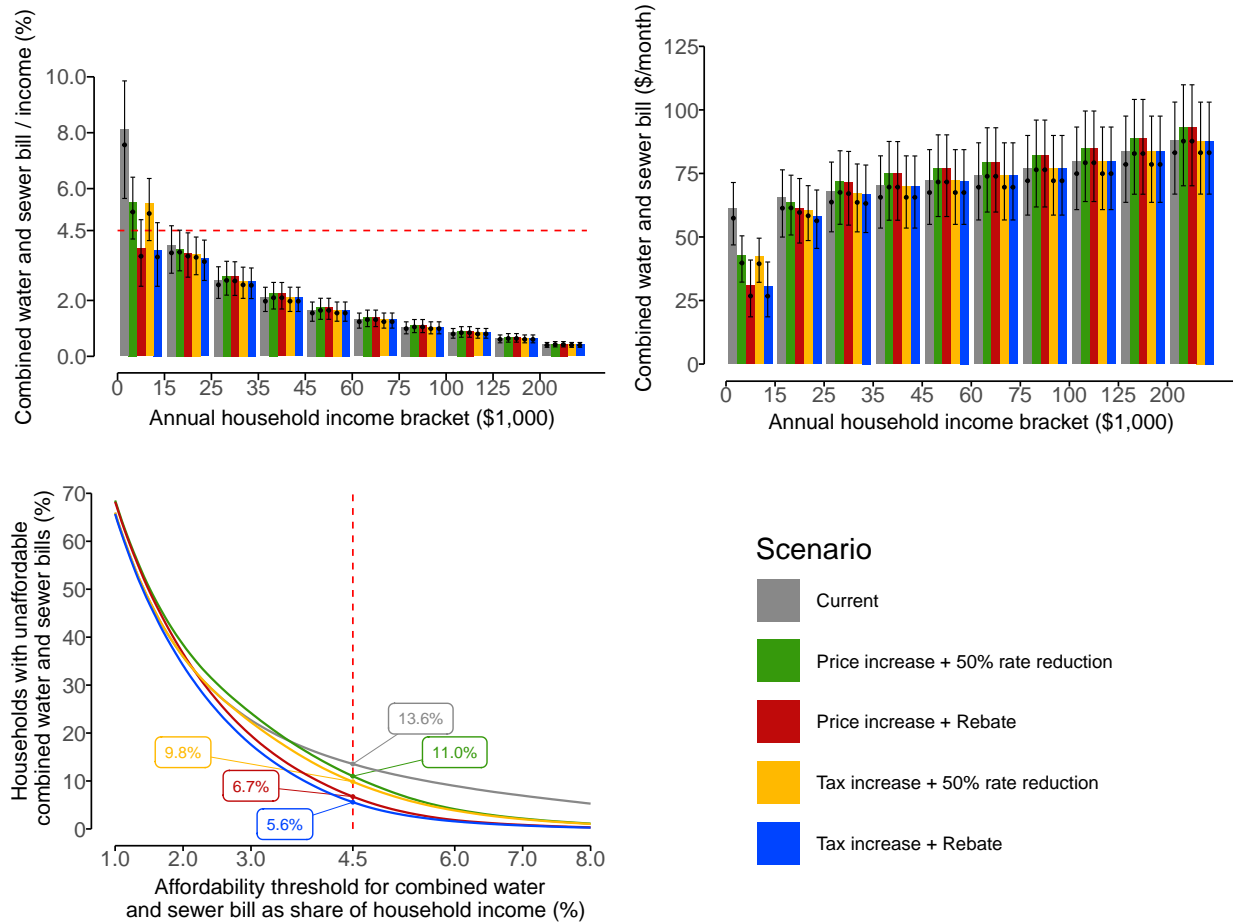 Combined water and sewer bill / income (%)
10.0
8.0
6.0
4.5
2.0
0.0
0 15 25 35 45 60 75 100 125 200
Annual household income bracket ($1,000)
Combined water and sewer bill ($/month)
125
100
75
50
25
0
0 15 25 35 45 60 75 100 125 200
Annual household income bracket ($1,000)
Households with unaffordable
combined water and sewer bills (%)
70
60
50
40
30
20
10
0
13.6%
11.0%
9.8%
6.7%
5.6%
1.0 2.0 3.0 4.5 6.0 7.0 8.0
Affordability threshold for combined water
and sewer bill as share of household income (%)
Scenario
Current
Price increase + 50% rate reduction
Price increase + Rebate
Tax increase + 50% rate reduction
Tax increase + Rebate